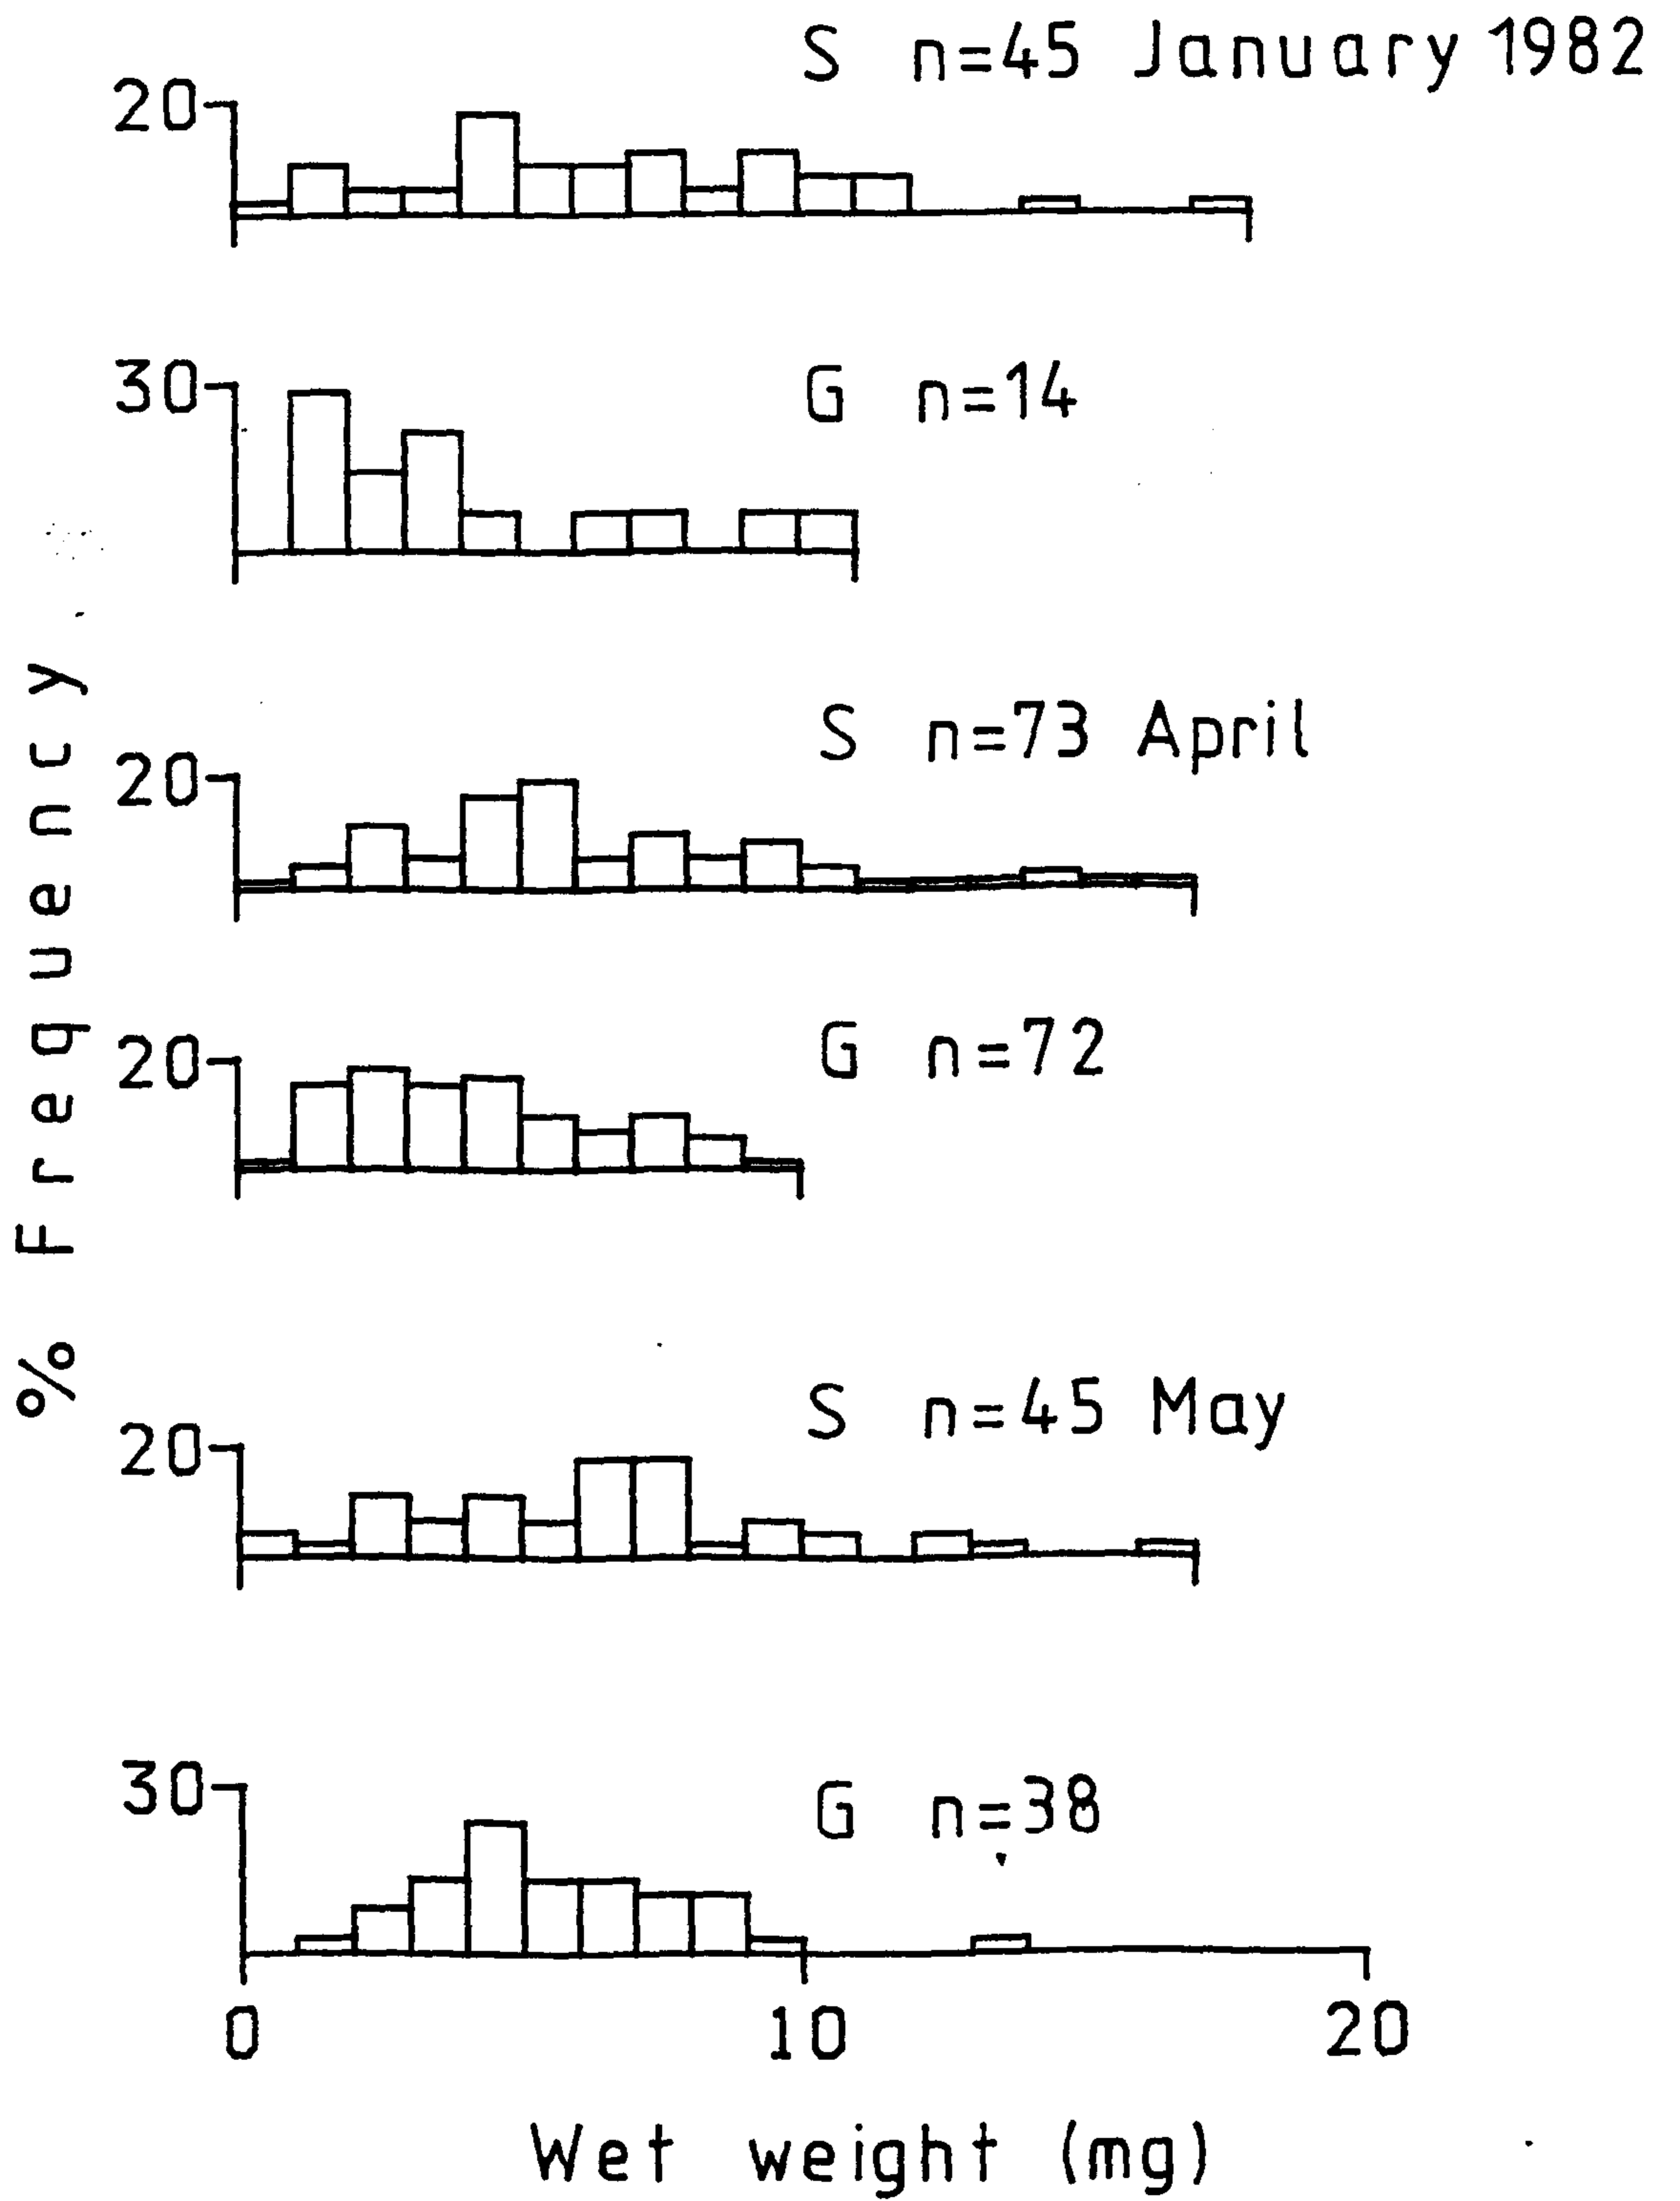 S n=45 January 1982
20
30
G n=14
S n=73 April
20
G n=72
20
S n=45 May
20
30
G n=38
0 10 20
Wet weight (mg)
% Frequency